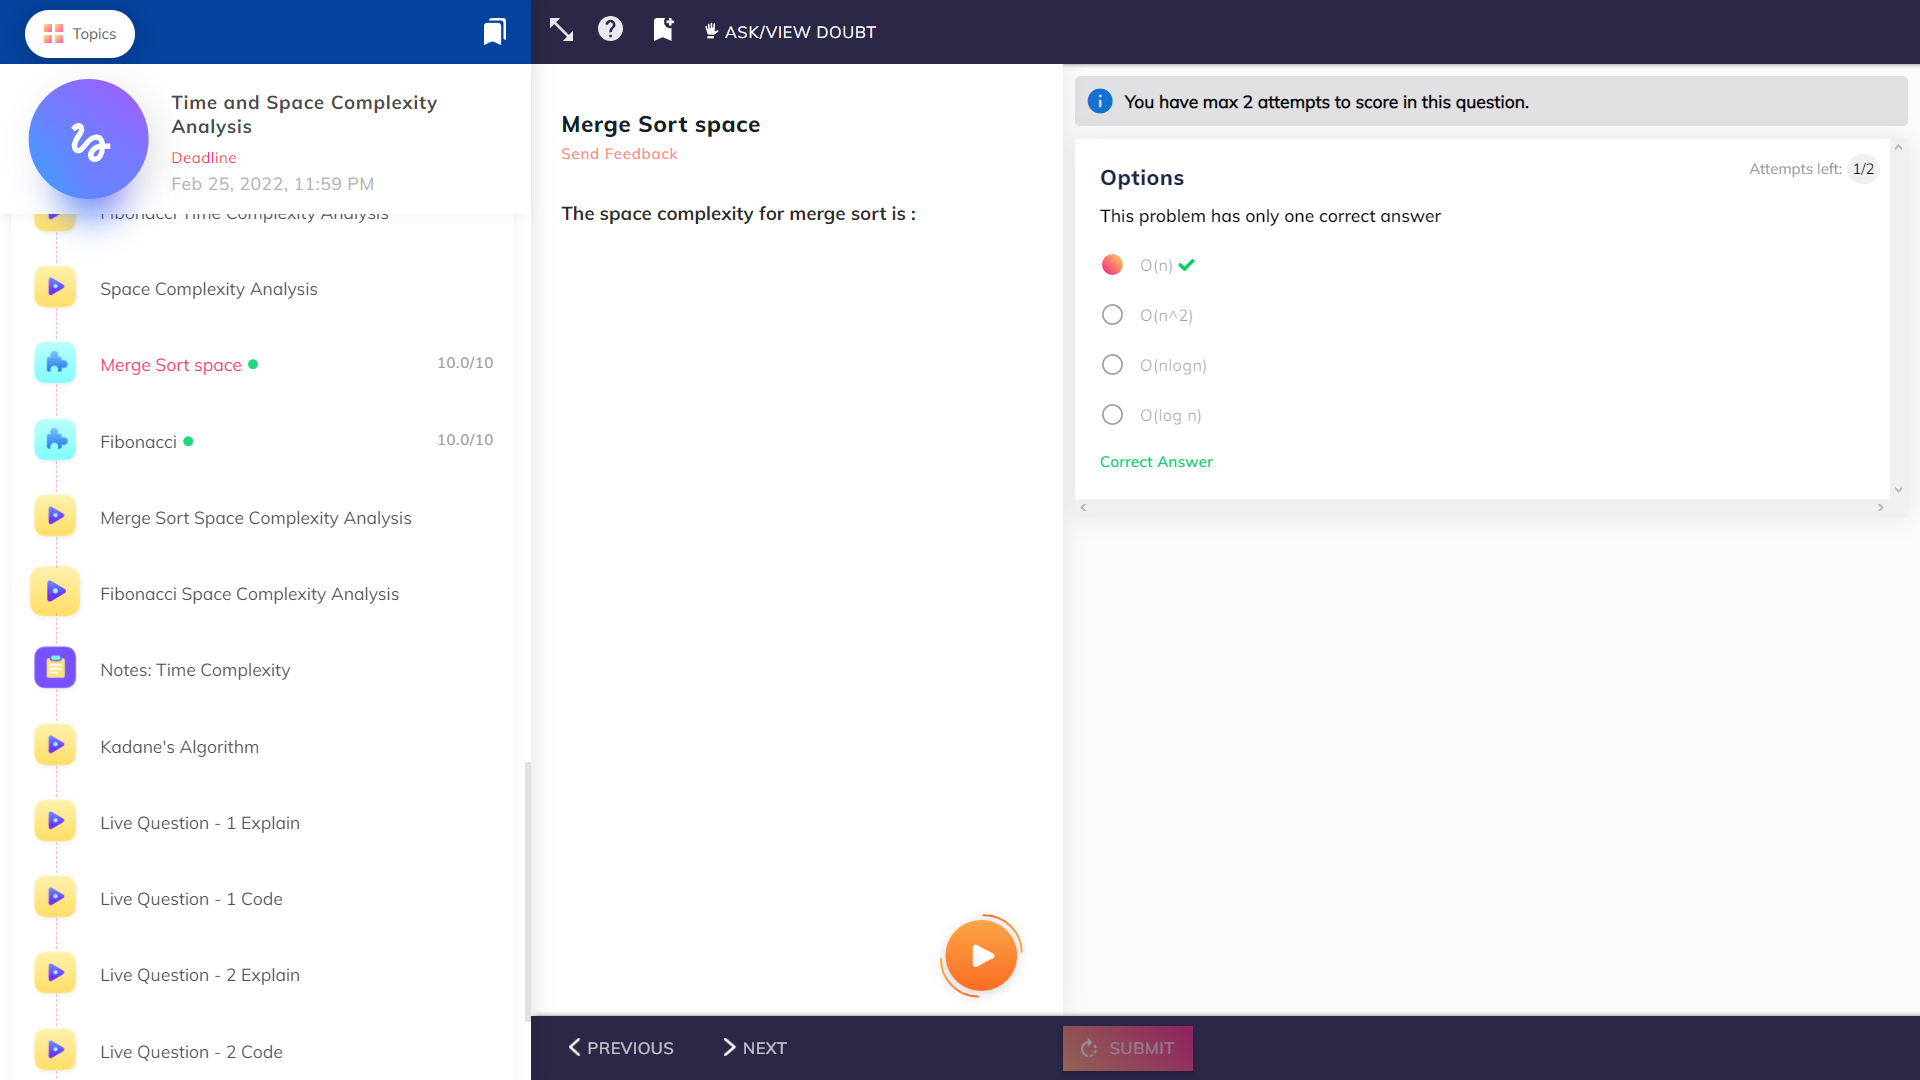 Topics
ASK/VIEW DOUBT
Time and Space Complexity
Analysis
Deadline
Feb 25, 2022, 11:59 PM
Fibonacci Time Complexity Analysis
Space Complexity Analysis
Merge Sort space
10.0/10
Fibonacci
10.0/10
Merge Sort Space Complexity Analysis
Fibonacci Space Complexity Analysis
Notes: Time Complexity
Kadane's Algorithm
Live Question - 1 Explain
Live Question - 1 Code
Live Question - 2 Explain
Live Question - 2 Code
Merge Sort space
Send Feedback
The space complexity for merge sort is :
You have max 2 attempts to score in this question.
Attempts left: 1/2
Options
This problem has only one correct answer
O(n)
O(n^2)
O(nlogn)
O(log n)
Correct Answer
PREVIOUS
NEXT
SUBMIT